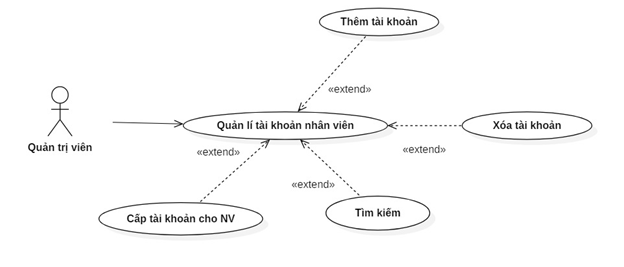 Thêm tài khoản
«extend»
Quản lí tài khoản nhân viên
Xóa tài khoản
Quản trị viên
«extend»
«extend»
«extend»
Cấp tài khoản cho NV
Tìm kiếm